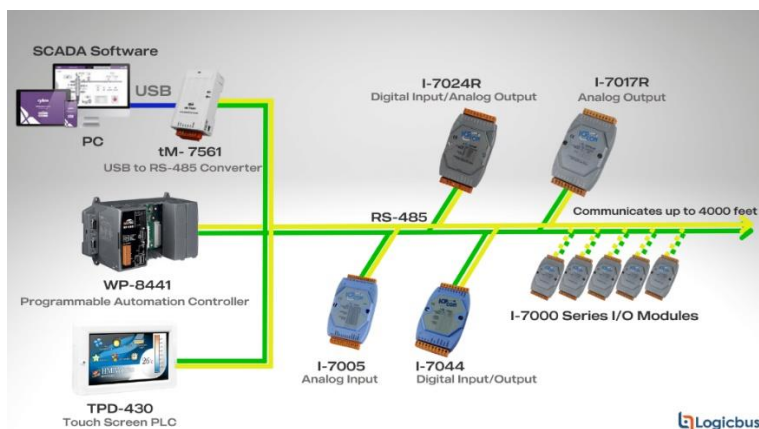 SCADA Software
USB
PC
tM- 7561
USB to RS-485 Converter
I-7024R
Digital Input/Analog Output
I-7017R
Analog Output
RS-485
Communicates up to 4000 feet
WP-8441
Programmable Automation Controller
I-7000 Series I/O Modules
I-7005
Analog Input
I-7044
Digital Input/Output
TPD-430
Touch Screen PLC
Logicbus